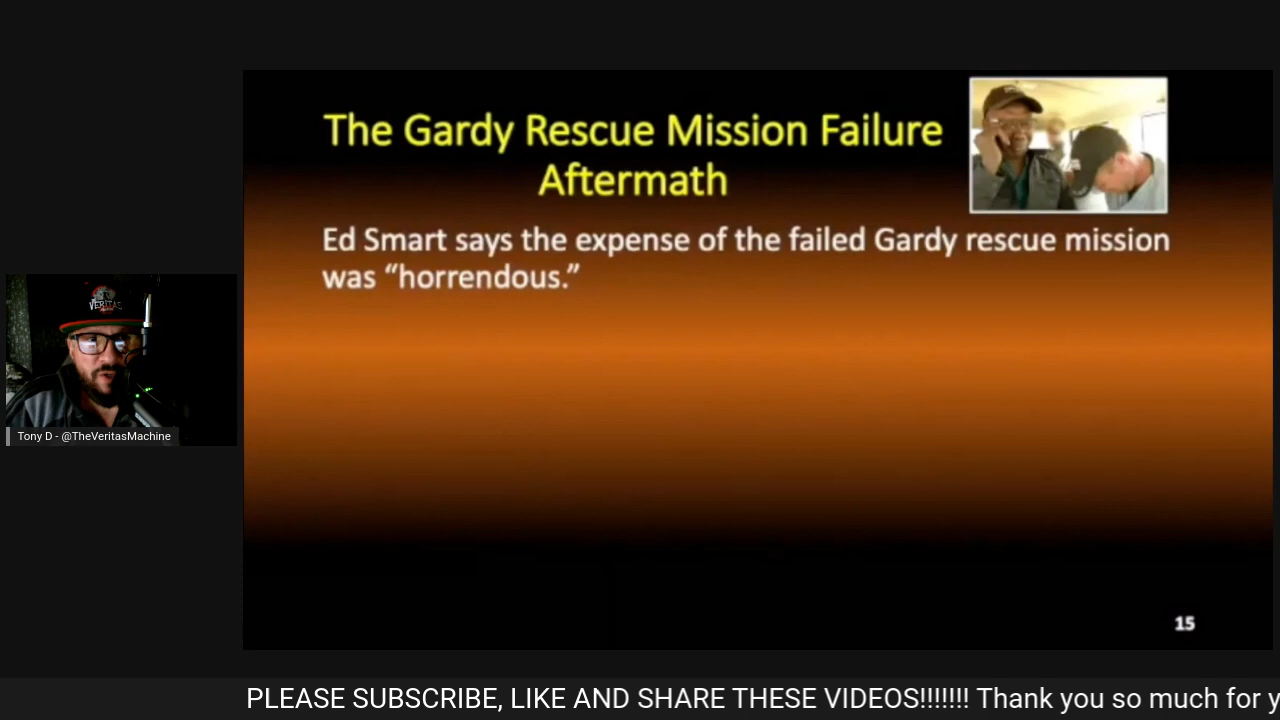 The Gardy Rescue Mission Failure
Aftermath
Ed Smart says the expense of the failed Gardy rescue mission
was “horrendous.”
VERITAS
Tony D - @TheVeritasMachine
15
PLEASE SUBSCRIBE, LIKE AND SHARE THESE VIDEOS!!!!!!! Thank you so much for y